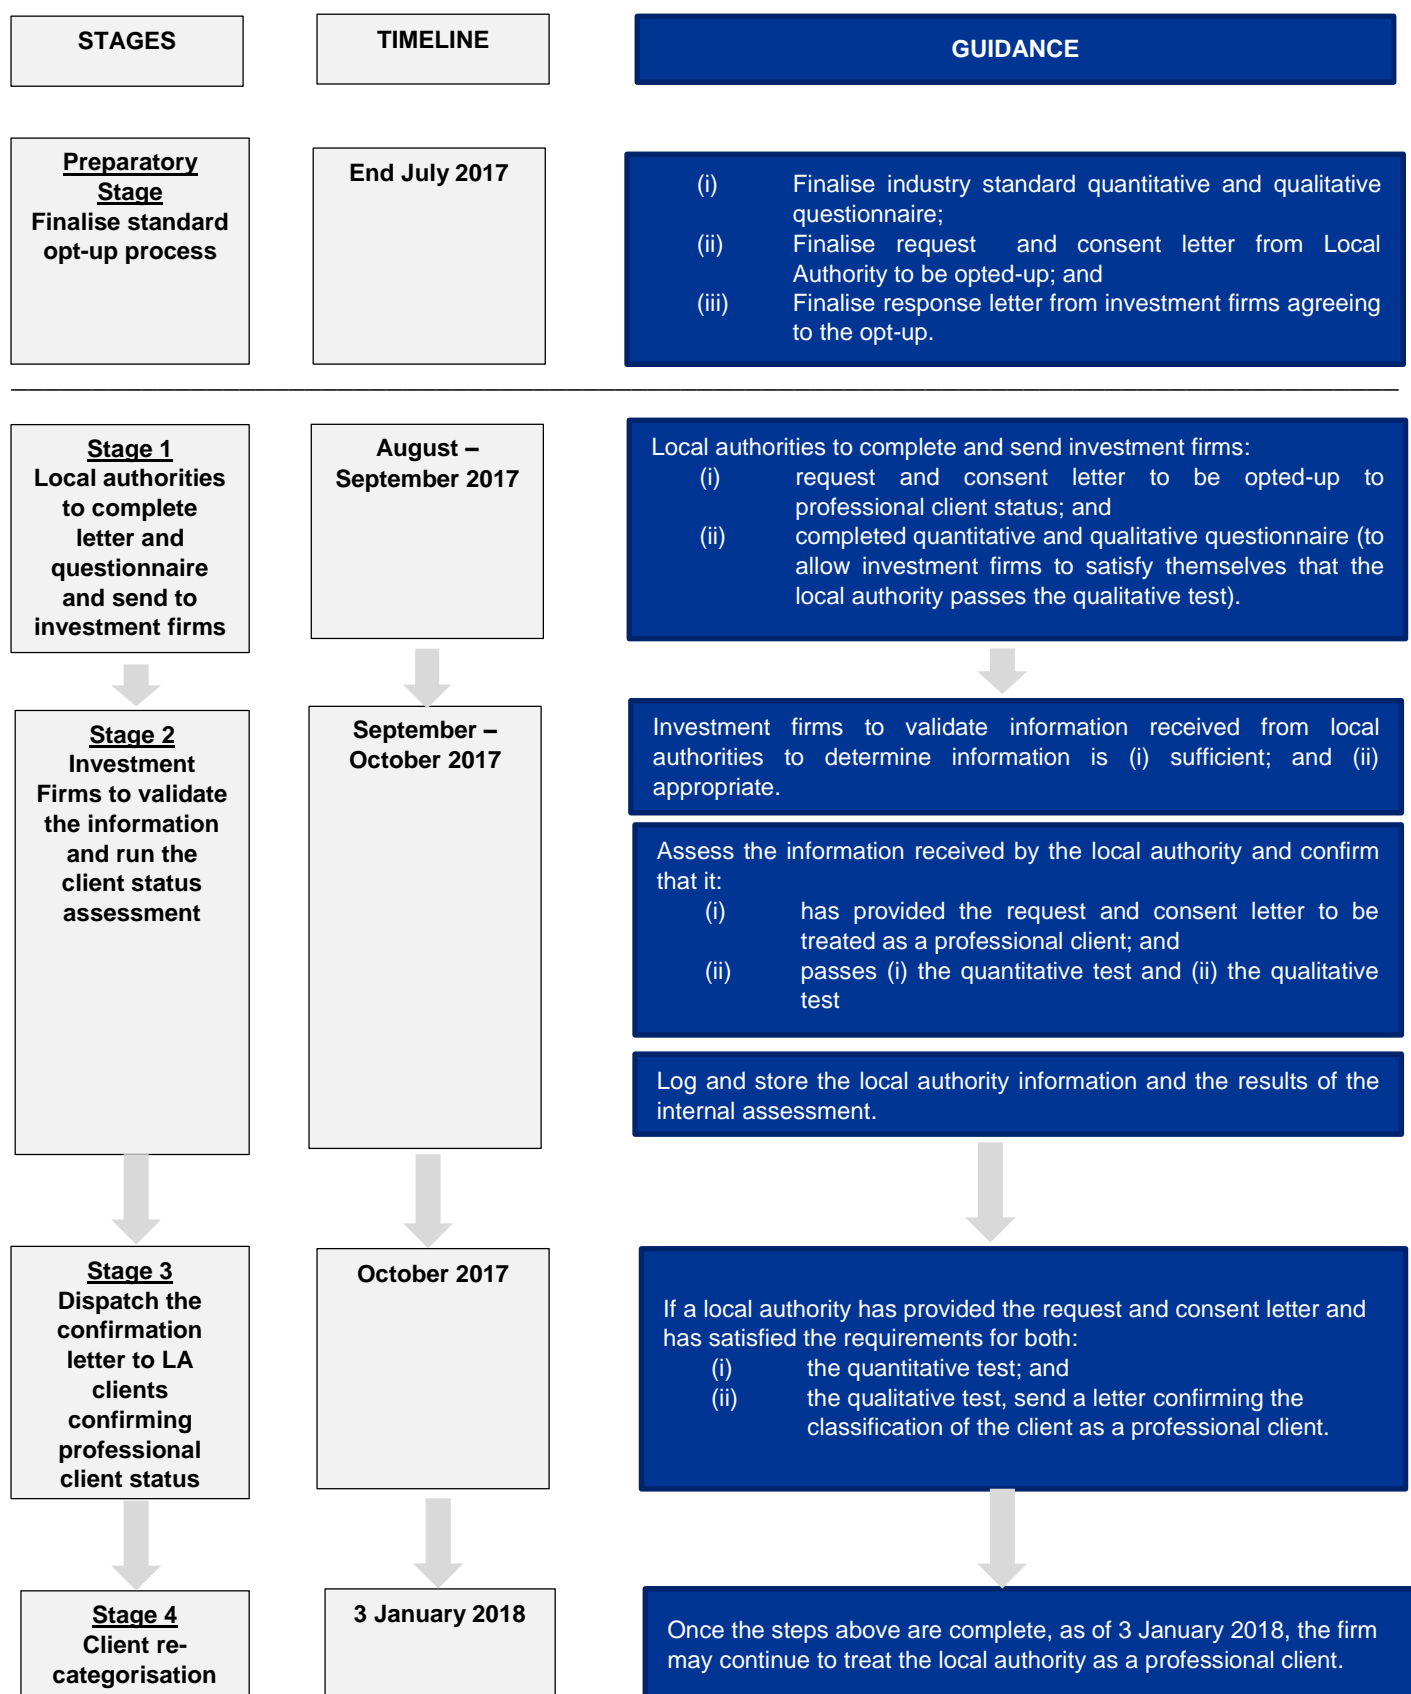 STAGES
TIMELINE
GUIDANCE
Preparatory
Stage
Finalise standard
opt-up process
End July 2017
(i) Finalise industry standard quantitative and qualitative
questionnaire;
(ii) Finalise request and consent letter from Local
Authority to be opted-up; and
(iii) Finalise response letter from investment firms agreeing
to the opt-up.
Stage 1
Local authorities
to complete
letter and
questionnaire
and send to
investment firms
August –
September 2017
Local authorities to complete and send investment firms:
(i) request and consent letter to be opted-up to
professional client status; and
(ii) completed quantitative and qualitative questionnaire (to
allow investment firms to satisfy themselves that the
local authority passes the qualitative test).
Stage 2
Investment
Firms to validate
the information
and run the
client status
assessment
September –
October 2017
Investment firms to validate information received from local
authorities to determine information is (i) sufficient; and (ii)
appropriate.
Assess the information received by the local authority and confirm
that it:
(i) has provided the request and consent letter to be
treated as a professional client; and
(ii) passes (i) the quantitative test and (ii) the qualitative
test
Log and store the local authority information and the results of the
internal assessment.
Stage 3
Dispatch the
confirmation
letter to LA
clients
confirming
professional
client status
October 2017
If a local authority has provided the request and consent letter and
has satisfied the requirements for both:
(i) the quantitative test; and
(ii) the qualitative test, send a letter confirming the
classification of the client as a professional client.
Stage 4
Client re-
categorisation
3 January 2018
Once the steps above are complete, as of 3 January 2018, the firm
may continue to treat the local authority as a professional client.